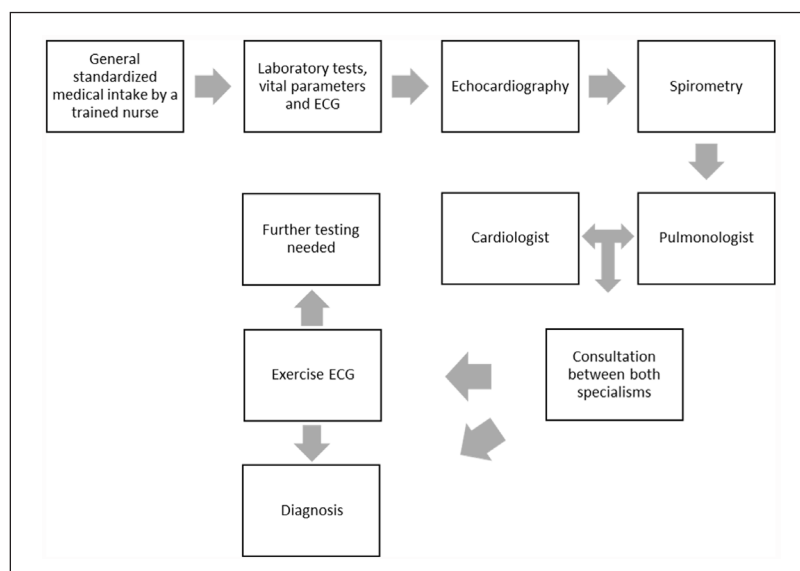 General
standardized
medical intake by a
trained nurse
Laboratory tests,
vital parameters
and ECG
Echocardiography
Spirometry
Further testing
needed
Cardiologist
Pulmonologist
Exercise ECG
Consultation
between both
specialisms
Diagnosis